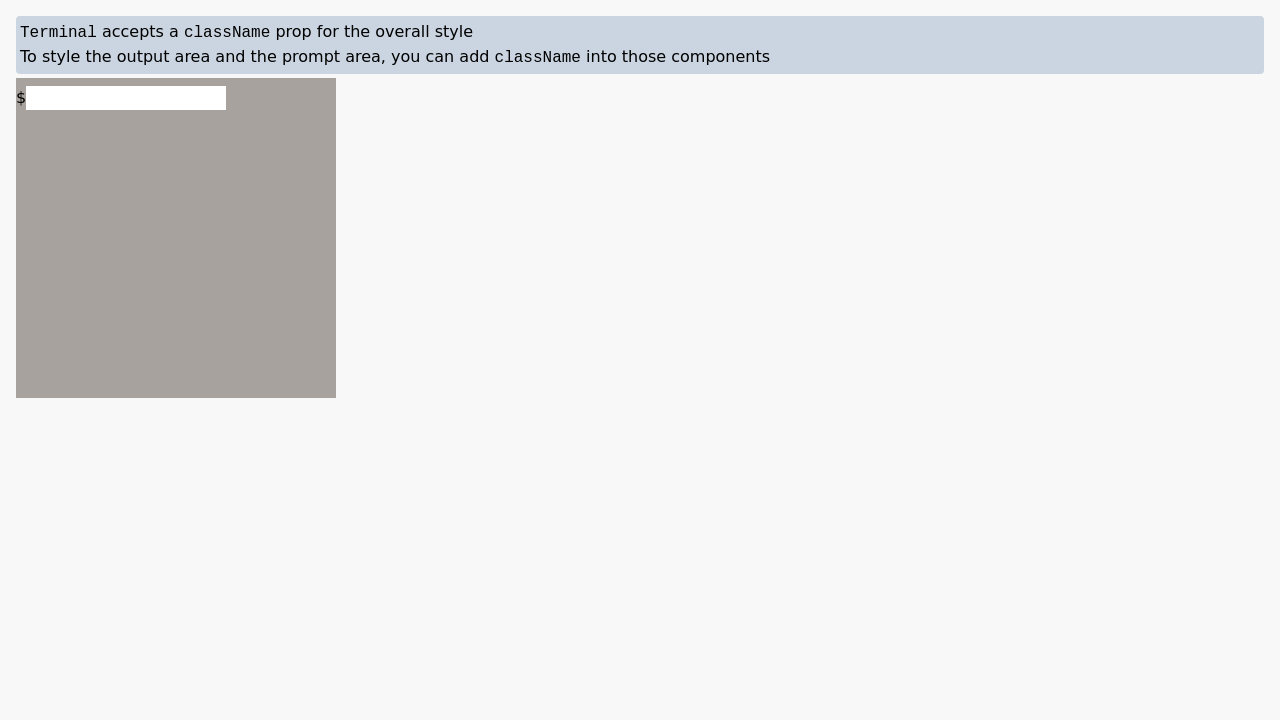 Terminal accepts a className prop for the overall style
To style the output area and the prompt area, you can add className into those components
$